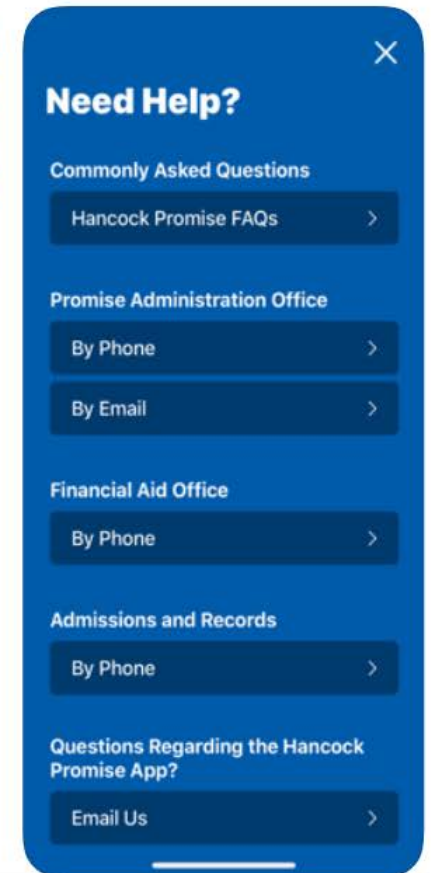 Need Help?
Commonly Asked Questions
Hancock Promise FAQs
Promise Administration Office
By Phone
By Email
Financial Aid Office
By Phone
Admissions and Records
By Phone
Questions Regarding the Hancock
Promise App?
Email Us